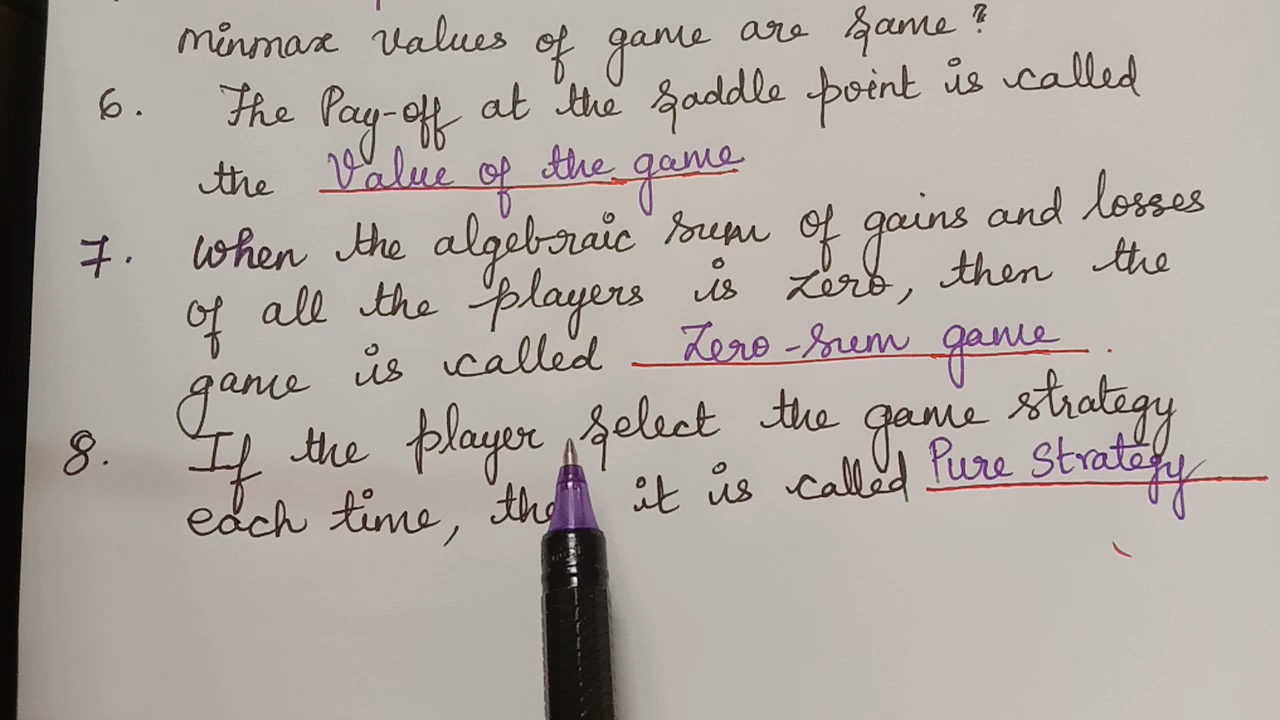 minmax values of game are same?
6. The Pay-off at the saddle point is called
the Value of the game
7. When the algebraic sum of gains and losses
of all the players is zero, then the
game is called Zero-sum game.
8. If the player select the game strategy
each time, the it is called Pure Strategy